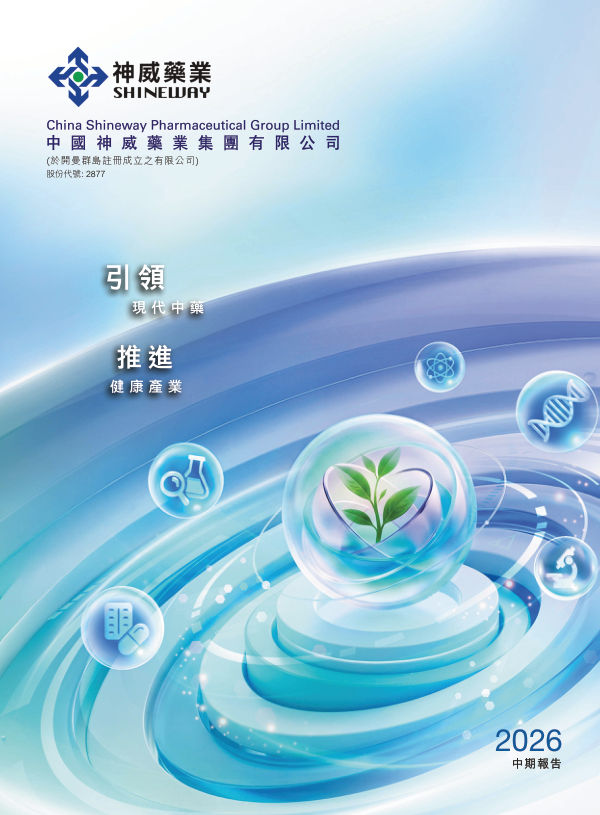 神威藥業
SHINEWAY
China Shineway Pharmaceutical Group Limited
中國神威藥業集團有限公司
(於開曼群島註冊成立之有限公司)
股份代號: 2877
引領
現代中藥
推進
健康產業
2026
中期報告